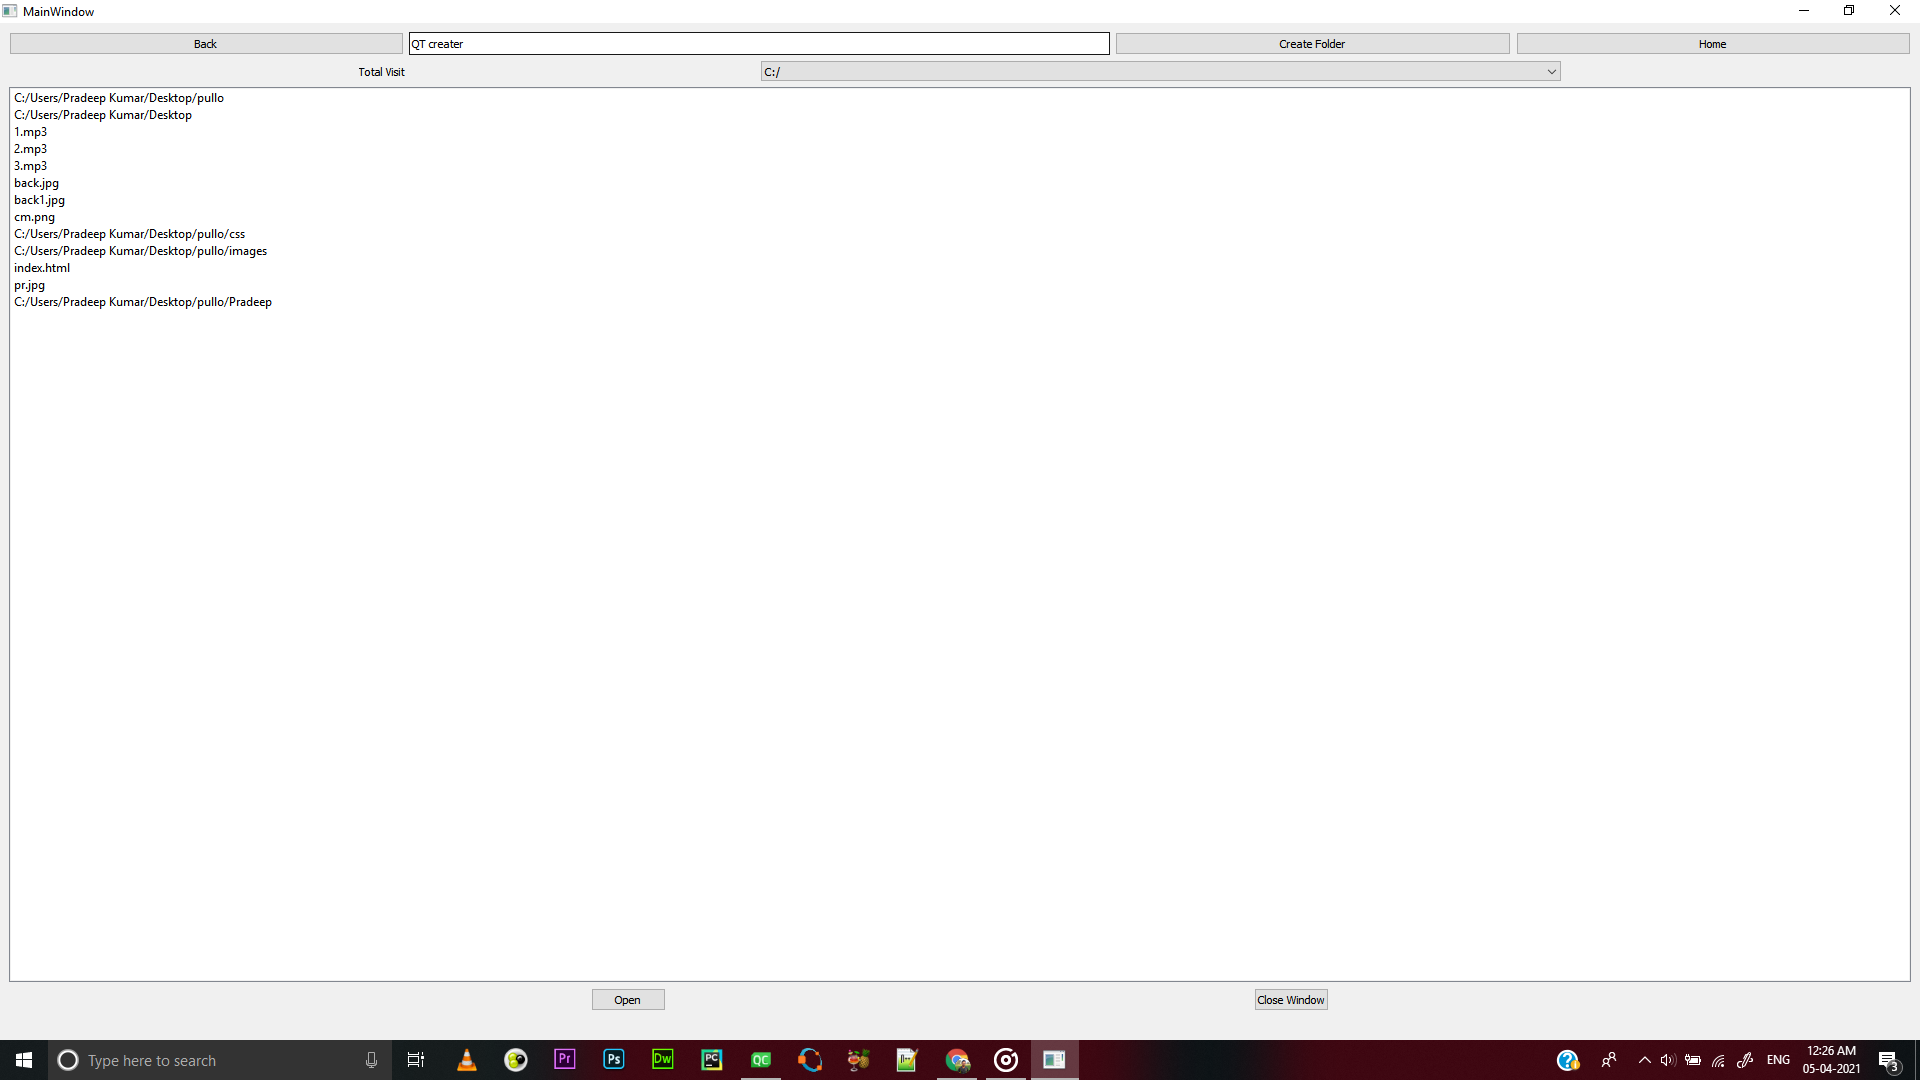 MainWindow
Back
QT creater
Create Folder
Home
Total Visit
C:/
C:/Users/Pradeep Kumar/Desktop/pullo
C:/Users/Pradeep Kumar/Desktop
1.mp3
2.mp3
3.mp3
back.jpg
back1.jpg
cm.png
C:/Users/Pradeep Kumar/Desktop/pullo/css
C:/Users/Pradeep Kumar/Desktop/pullo/images
index.html
pr.jpg
C:/Users/Pradeep Kumar/Desktop/pullo/Pradeep
Open
Close Window
Type here to search
Pr
Ps
Dw
PC
QC
ENG
12:26 AM
05-04-2021
3